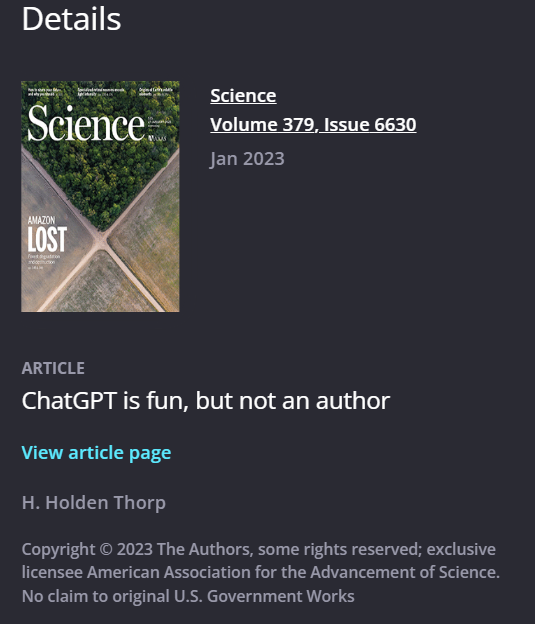 Details
Science
Volume 379, Issue 6630
Jan 2023
Science
AMAZON
LOST
ARTICLE
ChatGPT is fun, but not an author
View article page
H. Holden Thorp
Copyright © 2023 The Authors, some rights reserved; exclusive
licensee American Association for the Advancement of Science.
No claim to original U.S. Government Works